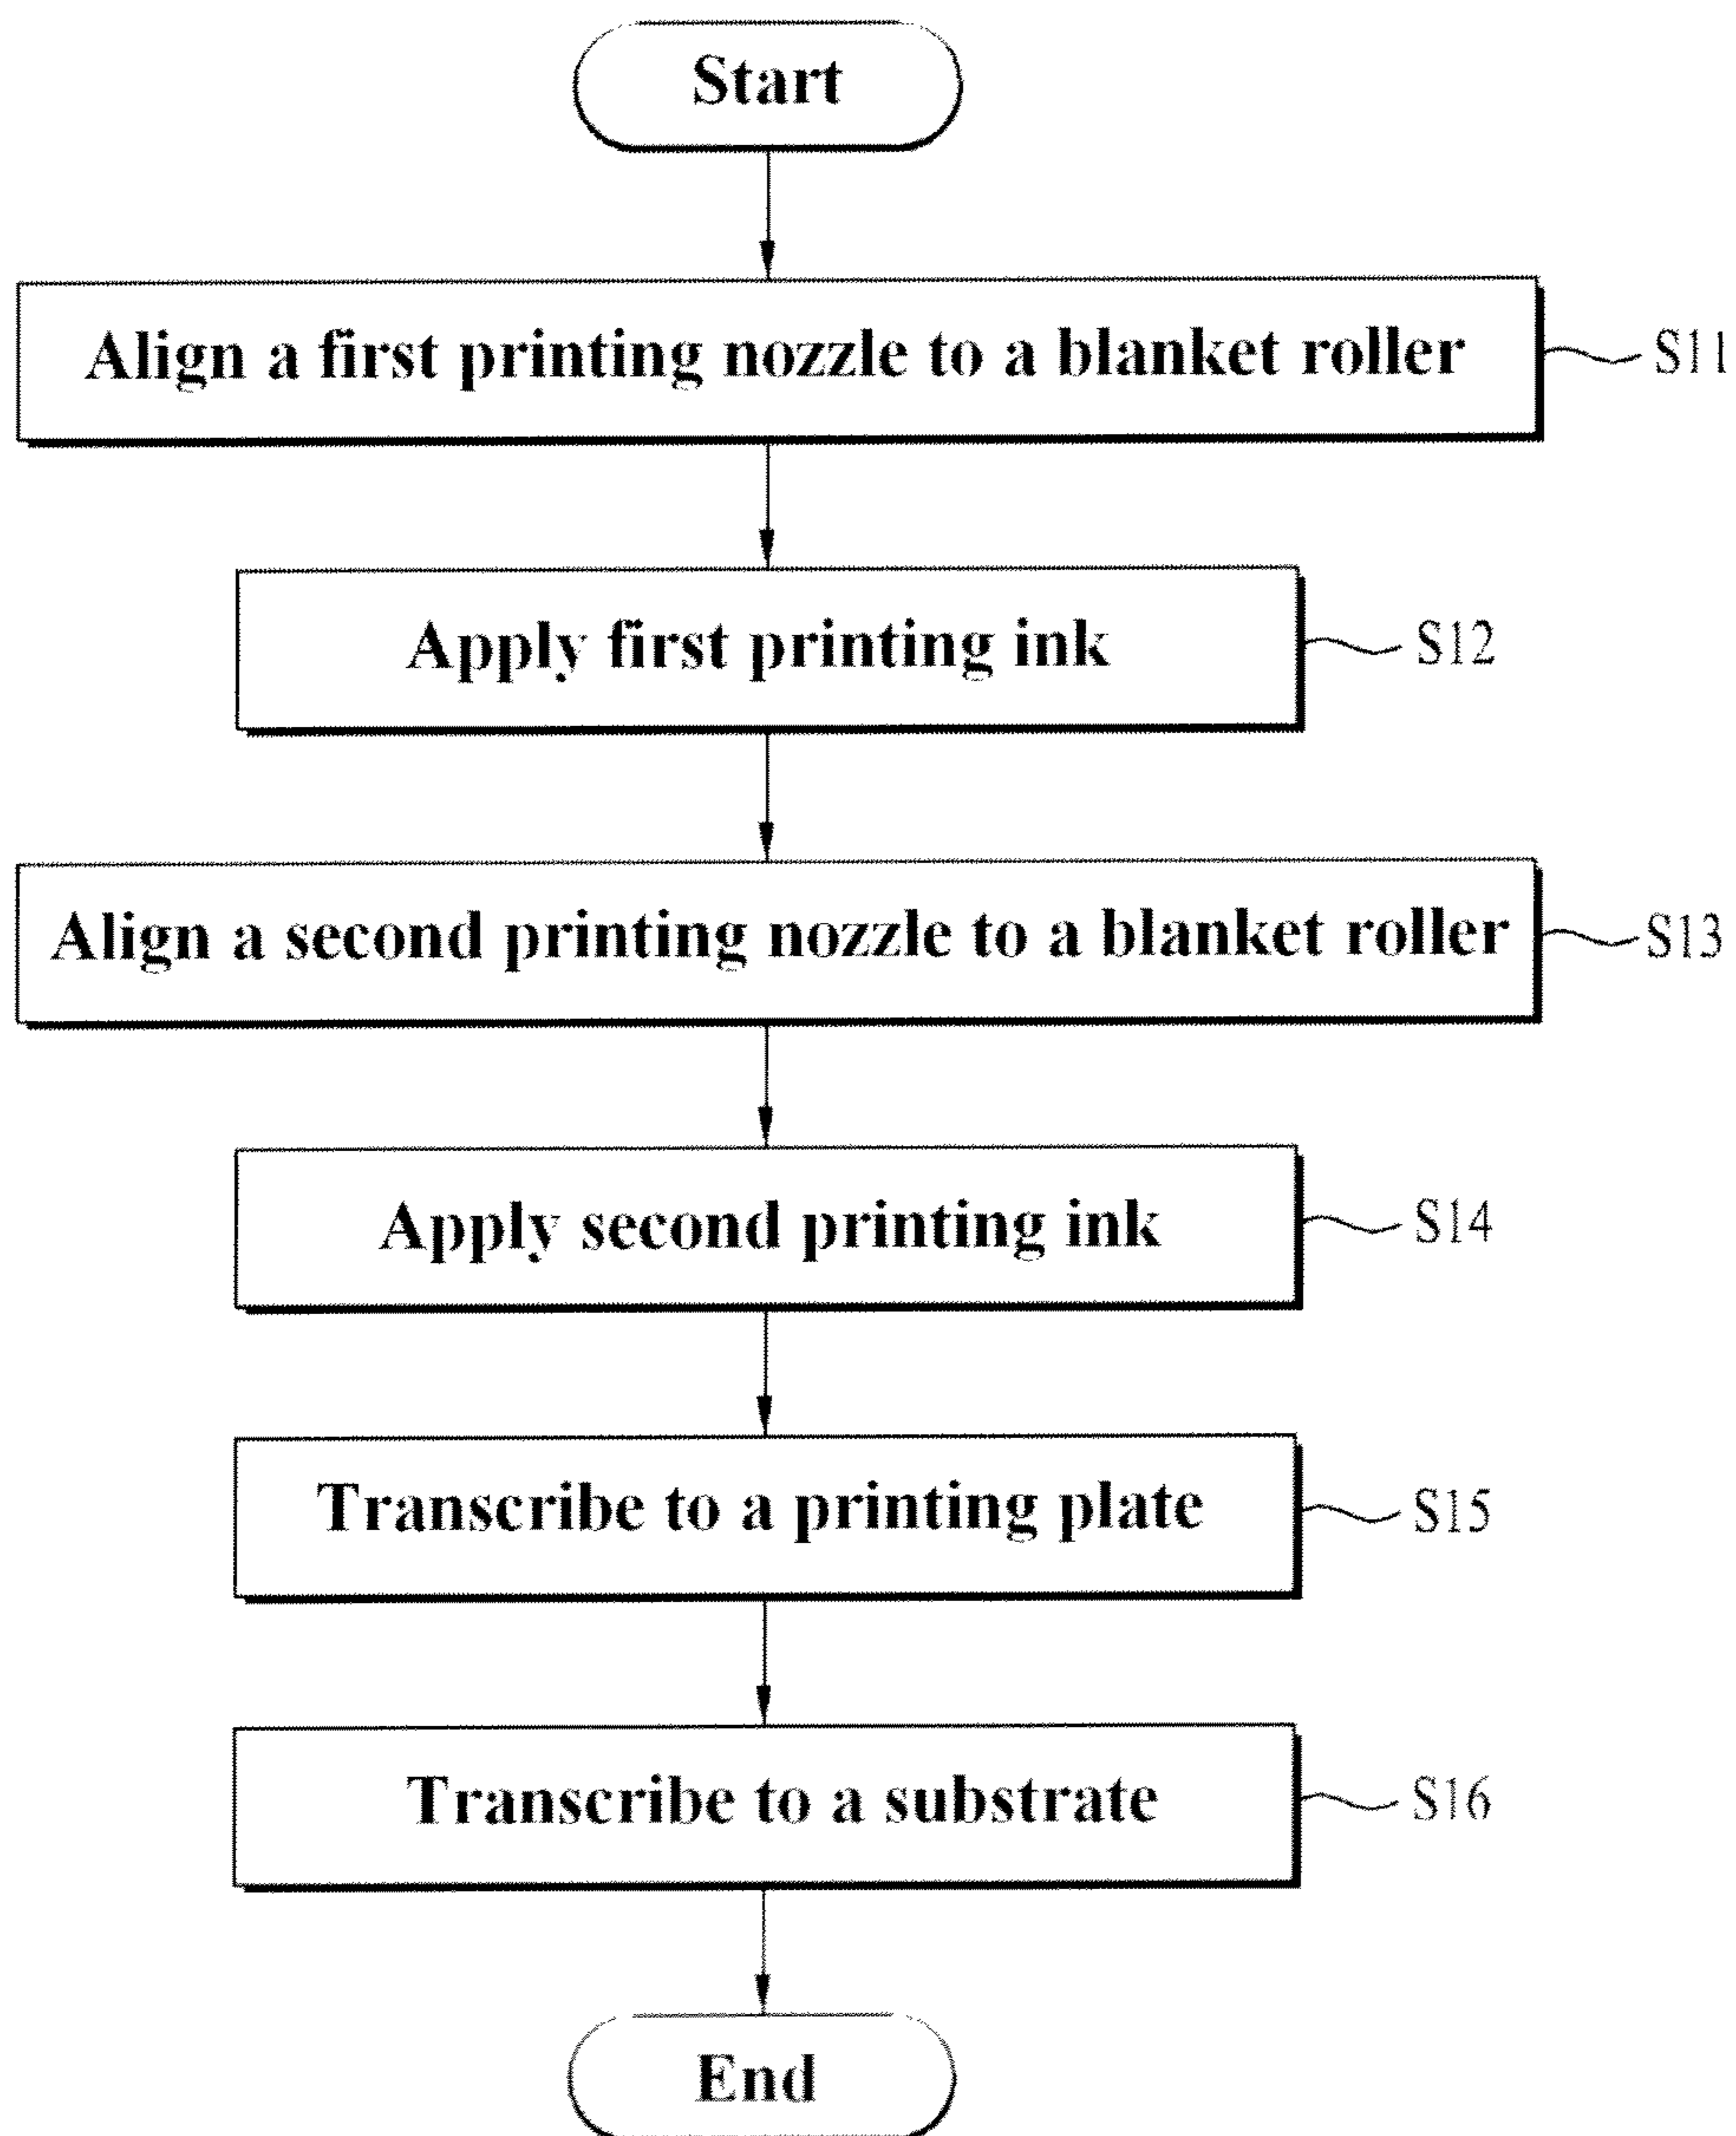 Start
Align a first printing nozzle to a blanket roller
S11
Apply first printing ink
S12
Align a second printing nozzle to a blanket roller
S13
Apply second printing ink
S14
Transcribe to a printing plate
S15
Transcribe to a substrate
S16
End